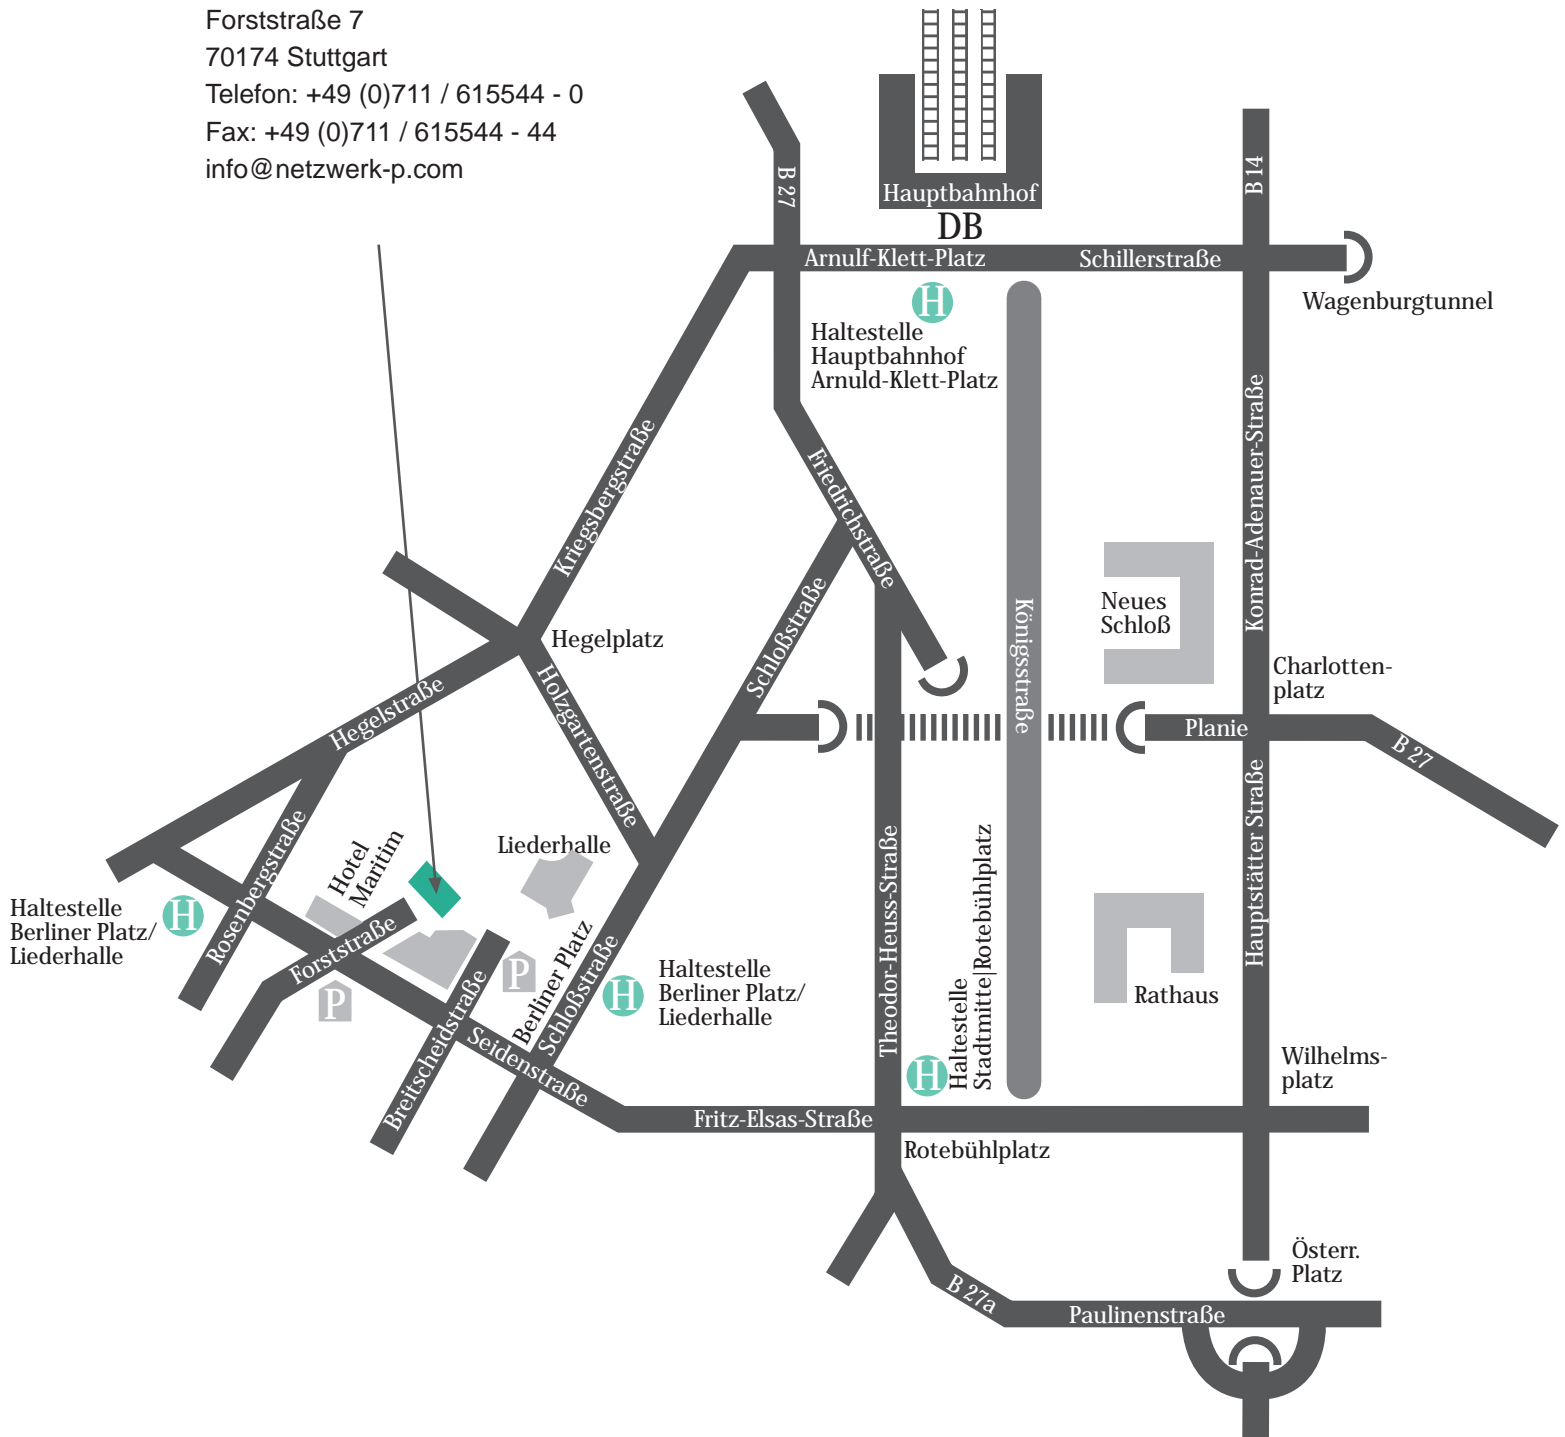 Forststraße 7
70174 Stuttgart
Telefon: +49 (0)711 / 615544 - 0
Fax: +49 (0)711 / 615544 - 44
info@netzwerk-p.com
B 27
Hauptbahnhof
DB
B 14
Arnulf-Klett-Platz
Schillerstraße
H
Wagenburgtunnel
Haltestelle
Hauptbahnhof
Arnuld-Klett-Platz
Kriegsbergstraße
Friedrichstraße
Konrad-Adenauer-Straße
Königsstraße
Neues
Schloß
Hegelplatz
Schloßstraße
Holzgartenstraße
Hegelstraße
Charlotten-
platz
Planie
B 27
Hauptstätter Straße
Rosenbergstraße
Hotel
Maritim
Liederhalle
Haltestelle
Berliner Platz/
Liederhalle
H
Forststraße
P
P
Berliner Platz
Schloßstraße
H
Haltestelle
Berliner Platz/
Liederhalle
Theodor-Heuss-Straße
Haltestelle
Stadtmitte|Rotebühlplatz
H
Rathaus
Breitscheidstraße
Seidenstraße
Wilhelms-
platz
Fritz-Elsas-Straße
Rotebühlplatz
Österr.
Platz
B 27a
Paulinenstraße